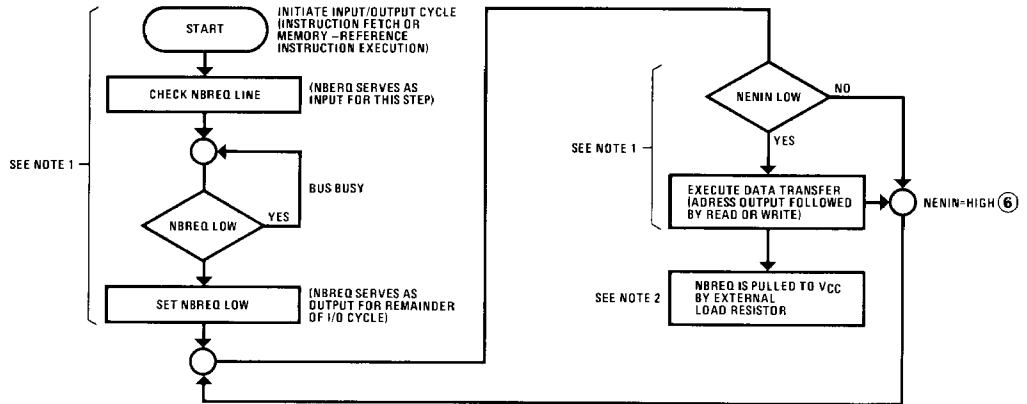 START
INITIATE INPUT/OUTPUT CYCLE
(INSTRUCTION FETCH OR
MEMORY –REFERENCE
INSTRUCTION EXECUTION)
CHECK NBREQ LINE
(NBERQ SERVES AS
INPUT FOR THIS STEP)
SEE NOTE 1
BUS BUSY
NBREQ LOW
YES
SET NBREQ LOW
(NBREQ SERVES AS
OUTPUT FOR REMAINDER
OF I/O CYCLE)
NENIN LOW
NO
YES
SEE NOTE 1
EXECUTE DATA TRANSFER
(ADRESS OUTPUT FOLLOWED
BY READ OR WRITE)
NENIN=HIGH 6
SEE NOTE 2
NBREQ IS PULLED TO VCC
BY EXTERNAL
LOAD RESISTOR